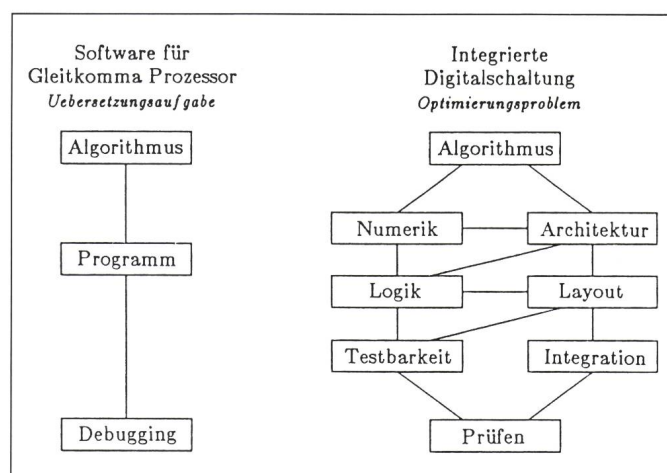 Software für
Gleitkomma Prozessor
Uebersetzungsaufgabe
Algorithmus
Programm
Debugging
Integrierte
Digitalschaltung
Optimierungsproblem
Algorithmus
Numerik
Architektur
Logik
Layout
Testbarkeit
Integration
Prüfen